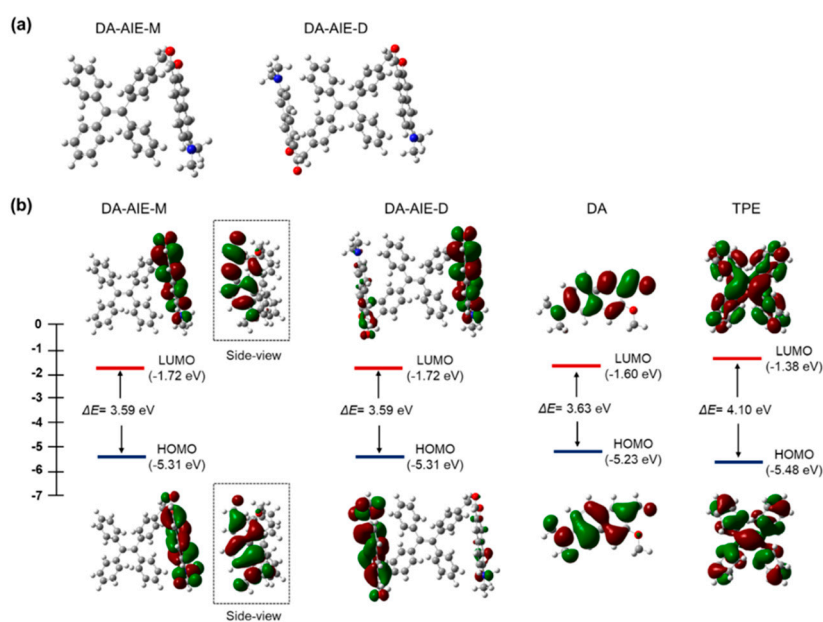 (a)
DA-AIE-M DA-AIE-D
(b)
DA-AIE-M DA-AIE-D DA TPE
Side-view
0
-1
-2
-3
-4
-5
-6
-7
LUMO
(-1.72 eV)
ΔE= 3.59 eV
HOMO
(-5.31 eV)
LUMO
(-1.72 eV)
ΔE= 3.59 eV
HOMO
(-5.31 eV)
LUMO
(-1.60 eV)
ΔE= 3.63 eV
HOMO
(-5.23 eV)
LUMO
(-1.38 eV)
ΔE= 4.10 eV
HOMO
(-5.48 eV)
Side-view